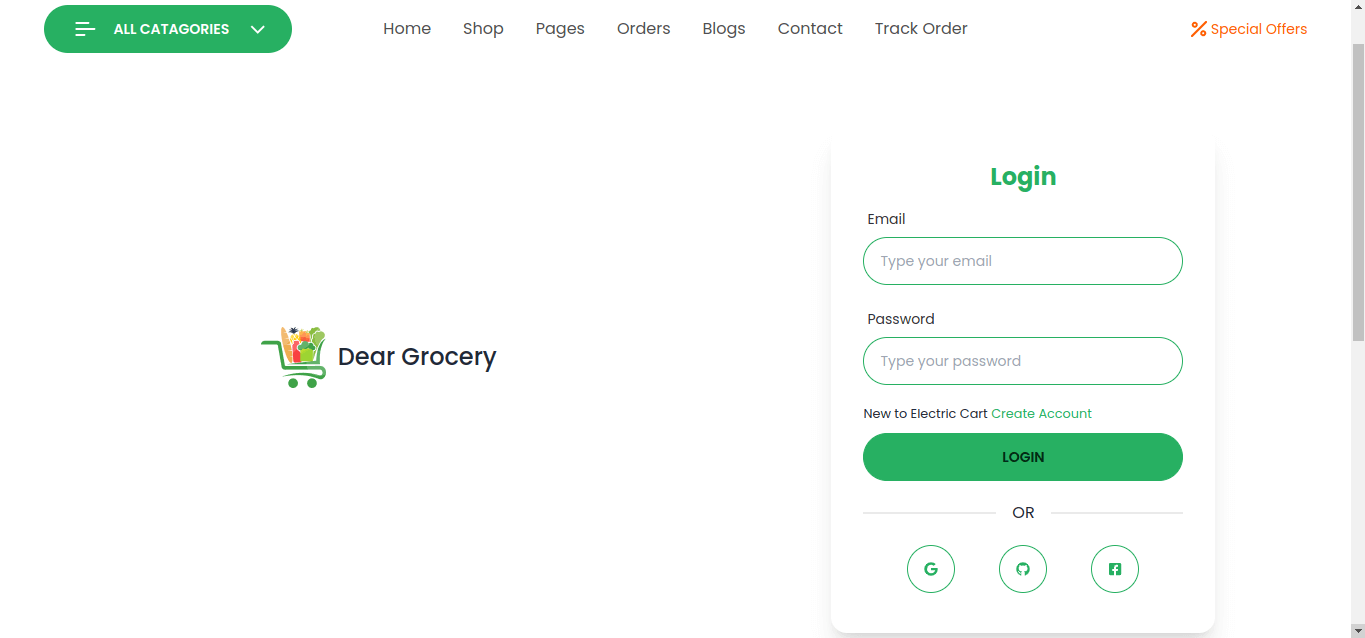 ALL CATAGORIES
Home Shop Pages Orders Blogs Contact Track Order
Special Offers
Login
Email
Type your email
Password
Type your password
New to Electric Cart Create Account
LOGIN
OR
Dear Grocery